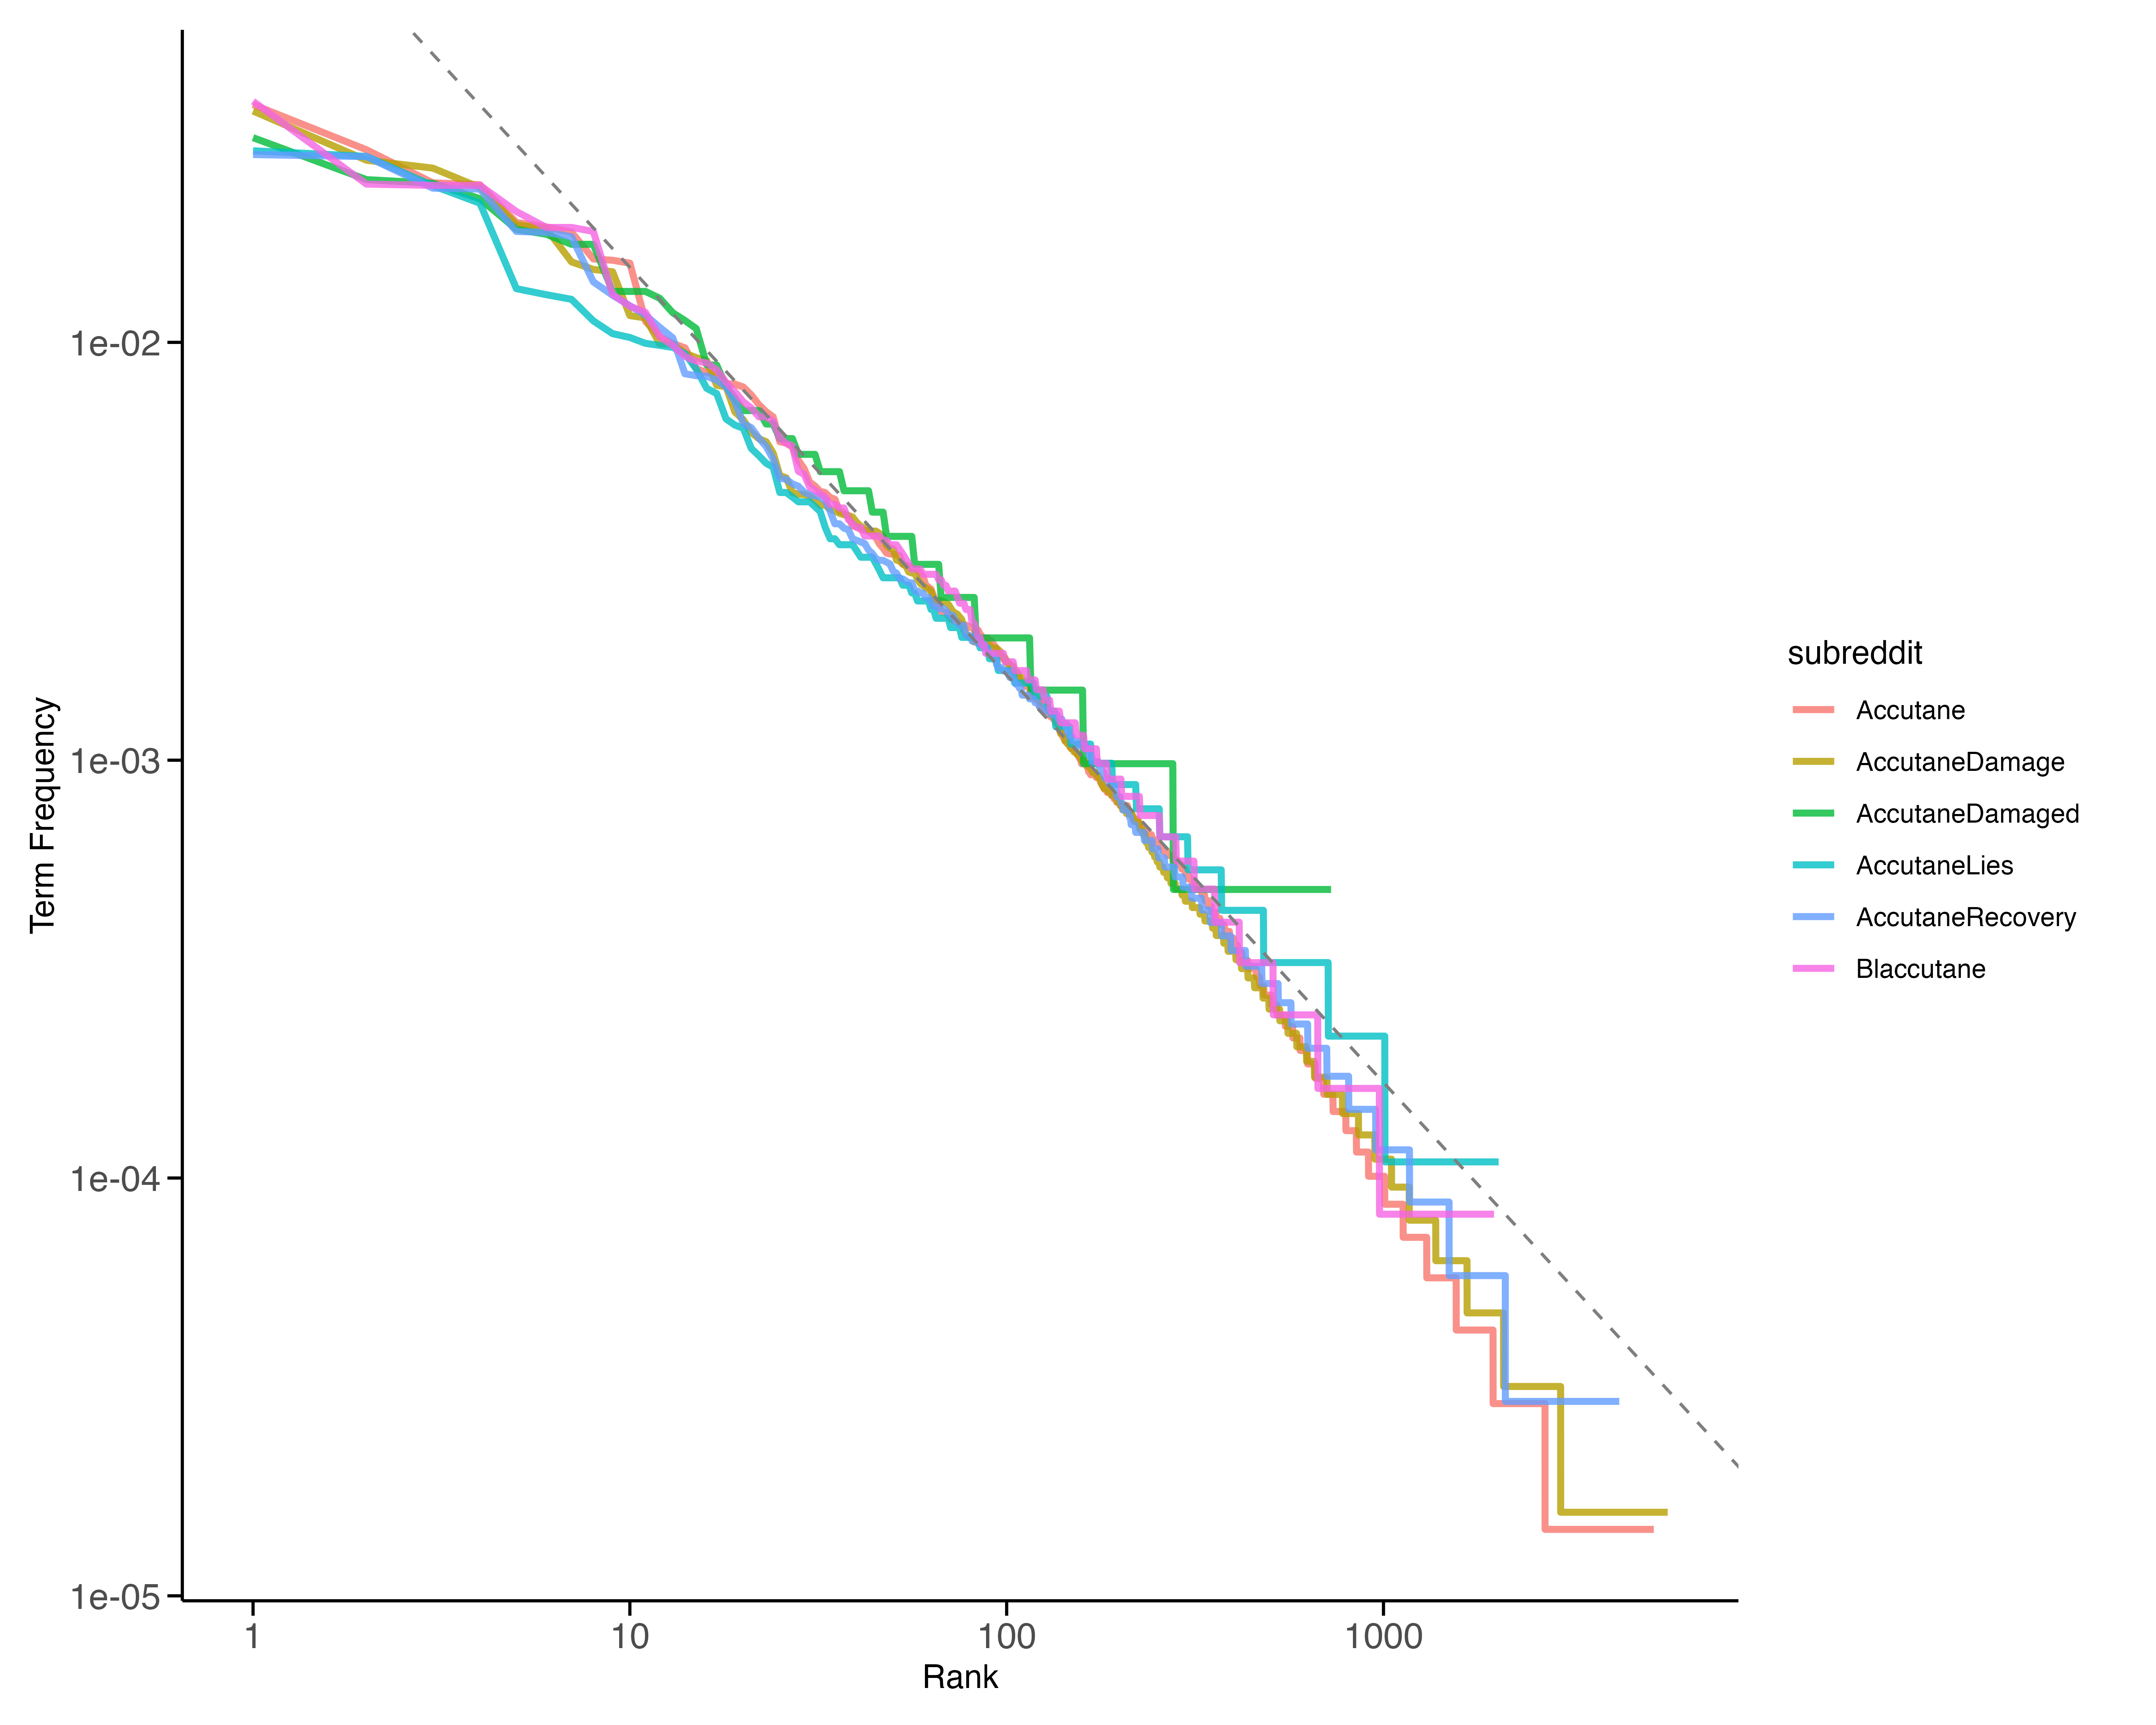 Term Frequency
1e-02
1e-03
1e-04
1e-05
1
10
100
1000
Rank
subreddit
Accutane
AccutaneDamage
AccutaneDamaged
AccutaneLies
AccutaneRecovery
Blaccutane